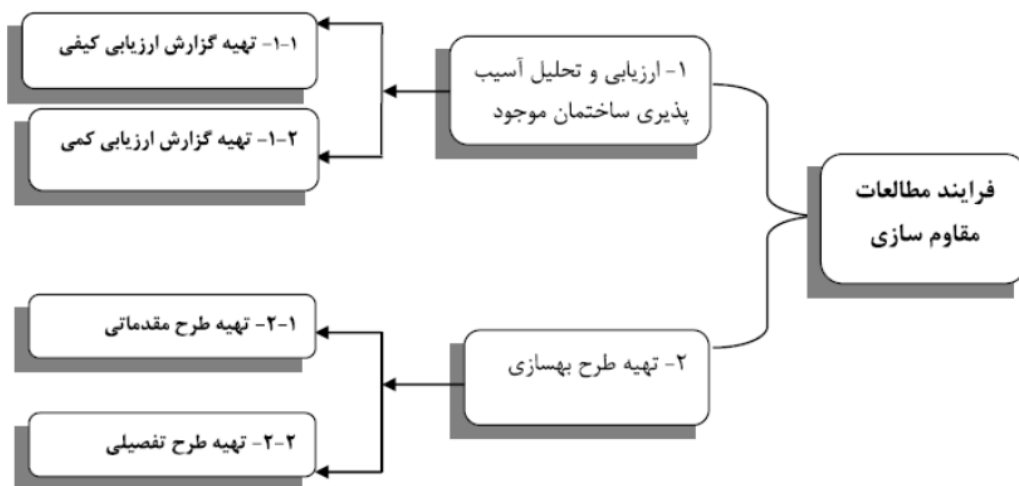 فرایند مطالعات
مقاوم سازی
۱- ارزیابی و تحلیل آسیب
پذیری ساختمان موجود
۱-۱- تهیه گزارش ارزیابی کیفی
۱-۲- تهیه گزارش ارزیابی کمی
۲- تهیه طرح بهسازی
۲-۱- تهیه طرح مقدماتی
۲-۲- تهیه طرح تفصیلی